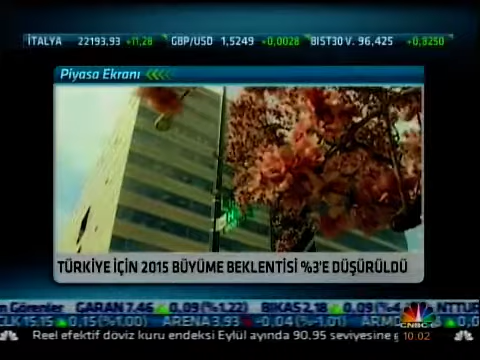 İTALYA 22193,93 +11,28 GBP/USD 1,5249 +0,0028 BIST30 V. 96,425 +0,8250
Piyasa Ekranı
TÜRKİYE İÇİN 2015 BÜYÜME BEKLENTİSİ %3'E DÜŞÜRÜLDÜ
Görenler GARAN 7.46 0.09 (%1.22) BIKAS 2.18 0.09 NTTUR
CLK 15.15 0,15 (%1,00) ARENA 3.93 -0,04 (-1,01)
CNBC-e
Reel efektif döviz kuru endeksi Eylül ayında 90,95 seviyesine 10:02